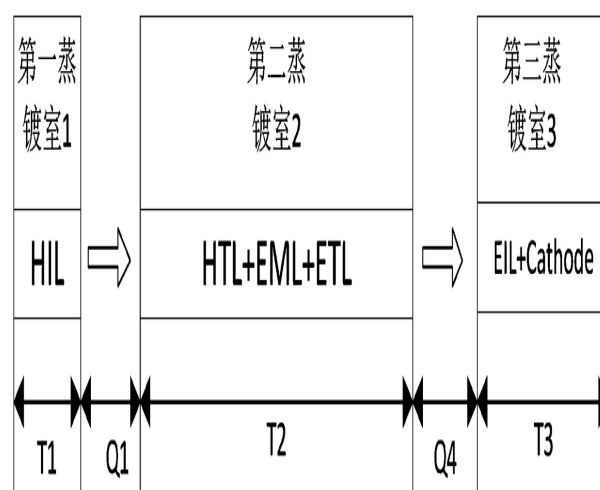 第一蒸
镀室1
第二蒸
镀室2
第三蒸
镀室3
HIL
HTL+EML+ETL
EIL+Cathode
T1
Q1
T2
Q4
T3